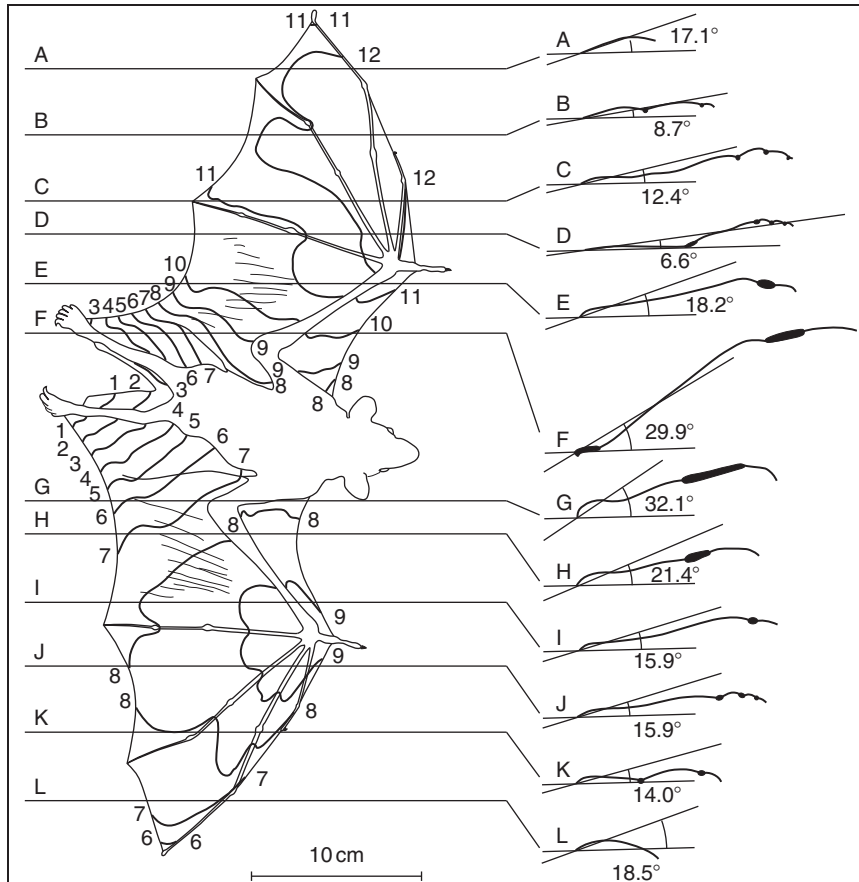 11 11
A 12 A 17.1°
B B 8.7°
11 12
C C 12.4°
D D 6.6°
10
E 9 11 E 18.2°
3 4 5 6 7 8
F 10
9 9
6 7 8 9 8
1 2 3
4 F 29.9°
1 5
2 6
3 7
4
5
G G 32.1°
6 8 8
H H 21.4°
7
I 9 I 15.9°
J 9 J 15.9°
8
8 8
K K 14.0°
7
L
7
6 6 L 18.5°
10 cm